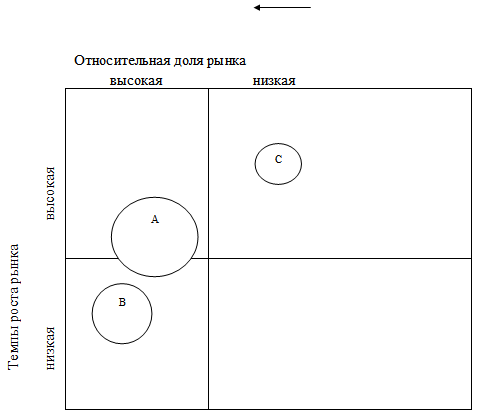 Относительная доля рынка
высокая низкая
C
A
B
Темпы роста рынка
высокая
низкая